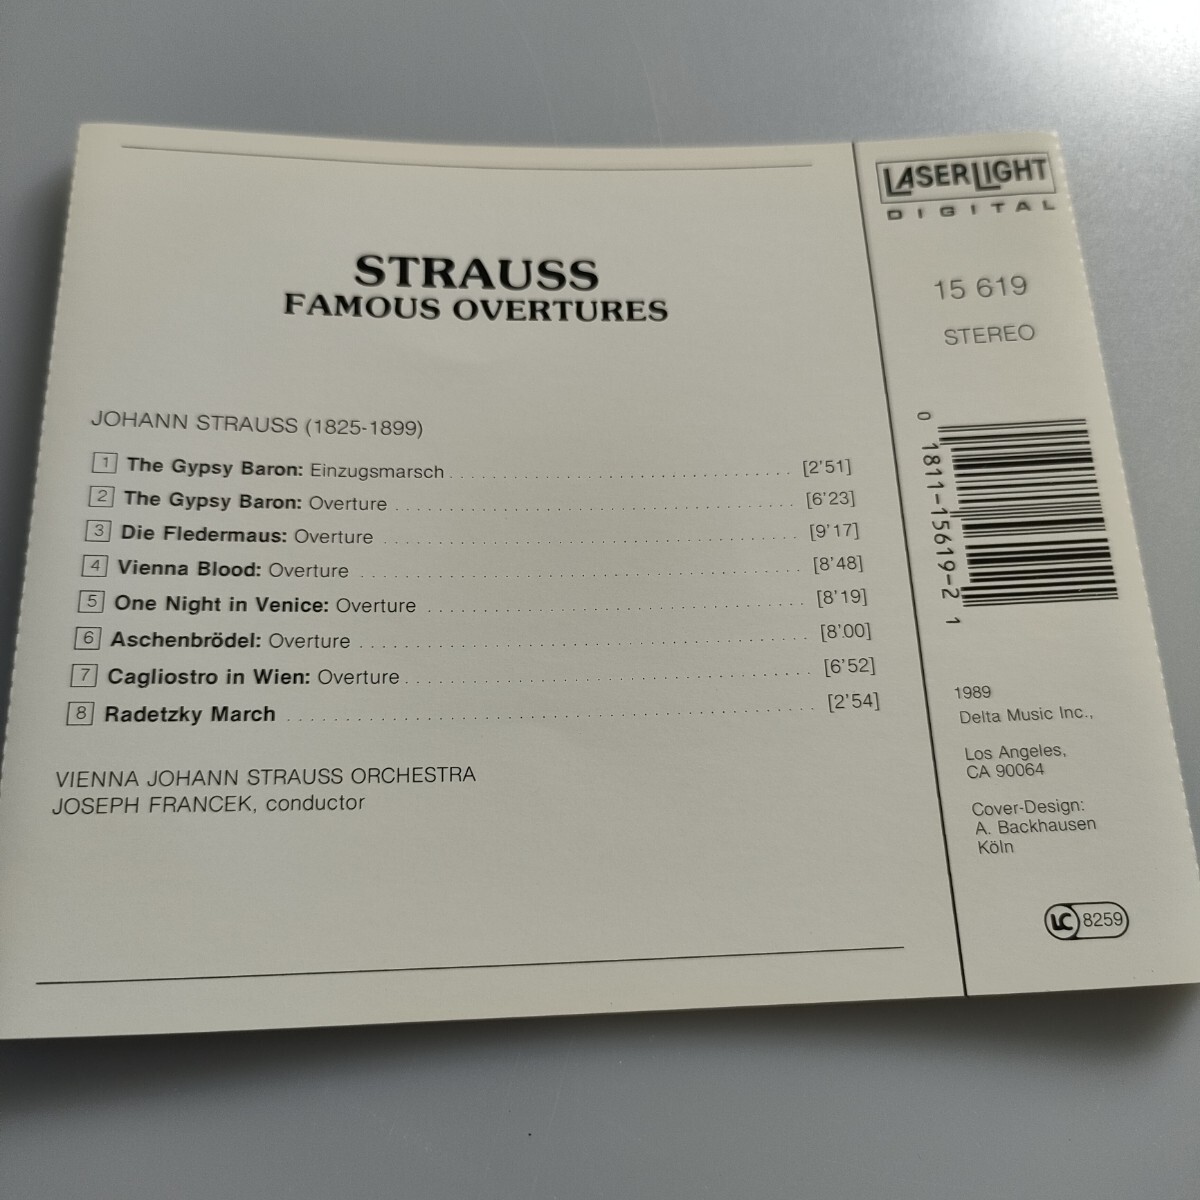 STRAUSS
FAMOUS OVERTURES
JOHANN STRAUSS (1825-1899)
1 The Gypsy Baron: Einzugsmarsch [2'51]
2 The Gypsy Baron: Overture [6'23]
3 Die Fledermaus: Overture [9'17]
4 Vienna Blood: Overture [8'48]
5 One Night in Venice: Overture [8'19]
6 Aschenbrödel: Overture [8'00]
7 Cagliostro in Wien: Overture [6'52]
8 Radetzky March [2'54]
VIENNA JOHANN STRAUSS ORCHESTRA
JOSEPH FRANCEK, conductor
LASERLIGHT
DIGITAL
15 619
STEREO
0 1811-15619-2 1
1989
Delta Music Inc.,
Los Angeles,
CA 90064
Cover-Design:
A. Backhausen
Köln
LC 8259